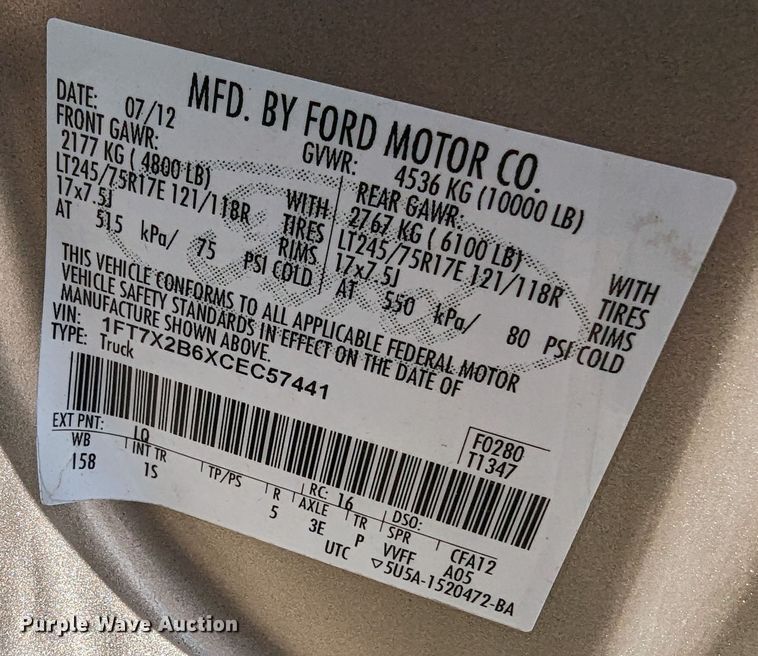 MFD. BY FORD MOTOR CO.
DATE: 07/12 GVWR: 4536 KG (10000 LB)
FRONT GAWR: REAR GAWR:
2177 KG ( 4800 LB) 2767 KG ( 6100 LB)
LT245/75R17E 121/118R WITH TIRES LT245/75R17E 121/118R WITH TIRES
17x7.5J RIMS 17x7.5J RIMS
AT 515 kPa/ 75 PSI COLD AT 550 kPa/ 80 PSI COLD
THIS VEHICLE CONFORMS TO ALL APPLICABLE FEDERAL MOTOR
VEHICLE SAFETY STANDARDS IN EFFECT ON THE DATE OF
MANUFACTURE SHOWN ABOVE.
VIN: 1FT7X2B6XCEC57441
TYPE: Truck
F0280
T1347
EXT PNT: LQ RC: 16 DSO:
WB INT TR TP/PS R AXLE TR SPR CFA12
158 1S 5 3E P VVFF A05
UTC ▽5U5A-1520472-BA
Purple Wave Auction